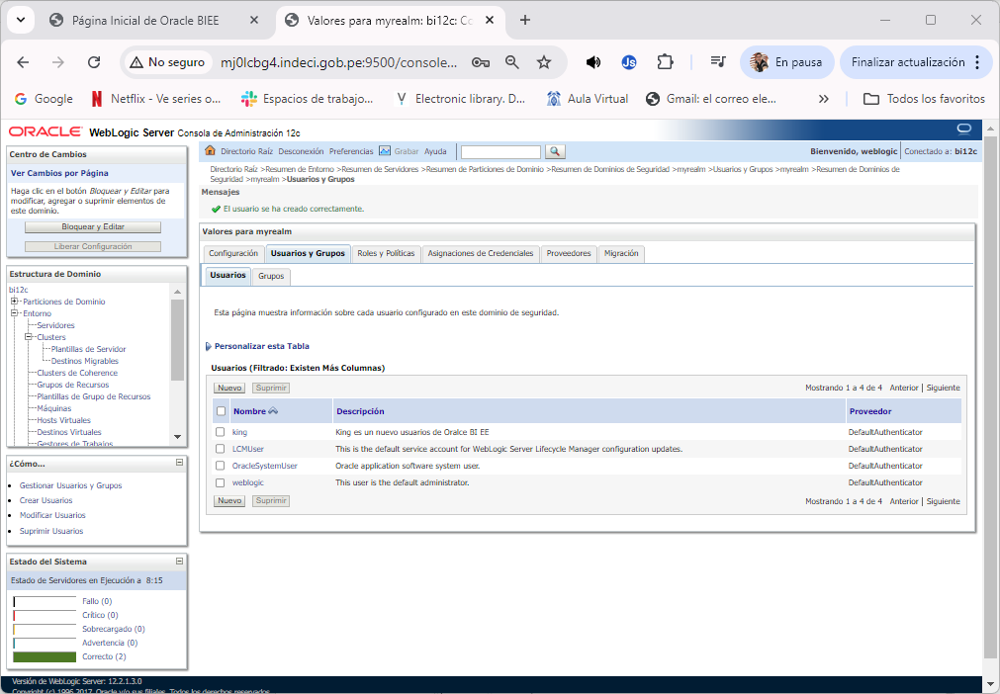 Página Inicial de Oracle BIEE
Valores para myrealm: bi12c: Co
No seguro
mj0lcbg4.indeci.gob.pe:9500/console...
En pausa
Finalizar actualización
Google
Netflix - Ve series o...
Espacios de trabajo...
Electronic library. D...
Aula Virtual
Gmail: el correo ele...
Todos los favoritos
ORACLE WebLogic Server Consola de Administración 12c
Centro de Cambios
Ver Cambios por Página
Haga clic en el botón Bloquear y Editar para
modificar, agregar o suprimir elementos de
este dominio.
Bloquear y Editar
Liberar Configuración
Estructura de Dominio
bi12c
Particiones de Dominio
Entorno
Servidores
Clusters
Plantillas de Servidor
Destinos Migrables
Clusters de Coherence
Grupos de Recursos
Plantillas de Grupo de Recursos
Máquinas
Hosts Virtuales
Destinos Virtuales
Gestores de Trabajos
¿Cómo...
Gestionar Usuarios y Grupos
Crear Usuarios
Modificar Usuarios
Suprimir Usuarios
Estado del Sistema
Estado de Servidores en Ejecución a 8:15
Fallo (0)
Crítico (0)
Sobrecargado (0)
Advertencia (0)
Correcto (2)
Directorio Raíz Desconexión Preferencias Grabar Ayuda
Bienvenido, weblogic Conectado a: bi12c
Directorio Raíz >Resumen de Entorno >Resumen de Servidores >Resumen de Particiones de Dominio >Resumen de Dominios de Seguridad >myrealm >Usuarios y Grupos >myrealm >Resumen de Dominios de
Seguridad >myrealm >Usuarios y Grupos
Mensajes
El usuario se ha creado correctamente.
Valores para myrealm
Configuración Usuarios y Grupos Roles y Políticas Asignaciones de Credenciales Proveedores Migración
Usuarios Grupos
Esta página muestra información sobre cada usuario configurado en este dominio de seguridad.
Personalizar esta Tabla
Usuarios (Filtrado: Existen Más Columnas)
Nuevo Suprimir Mostrando 1 a 4 de 4 Anterior | Siguiente
Nombre Descripción Proveedor
king King es un nuevo usuarios de Oralce BI EE DefaultAuthenticator
LCMUser This is the default service account for WebLogic Server Lifecycle Manager configuration updates. DefaultAuthenticator
OracleSystemUser Oracle application software system user. DefaultAuthenticator
weblogic This user is the default administrator. DefaultAuthenticator
Nuevo Suprimir Mostrando 1 a 4 de 4 Anterior | Siguiente
Versión de WebLogic Server: 12.2.1.3.0
Copyright (c) 1996,2017, Oracle y/o sus filiales. Todos los derechos reservados.